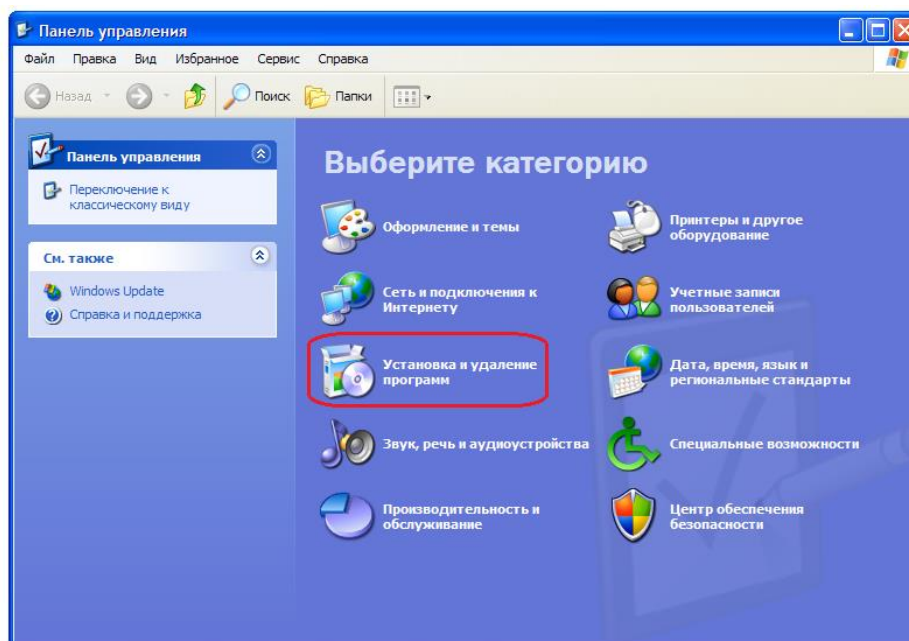 Панель управления
Файл Правка Вид Избранное Сервис Справка
Назад Поиск Папки
Панель управления
Переключение к
классическому виду
См. также
Windows Update
Справка и поддержка
Выберите категорию
Оформление и темы
Принтеры и другое
оборудование
Сеть и подключения к
Интернету
Учетные записи
пользователей
Установка и удаление
программ
Дата, время, язык и
региональные стандарты
Звук, речь и аудиоустройства
Специальные возможности
Производительность и
обслуживание
Центр обеспечения
безопасности